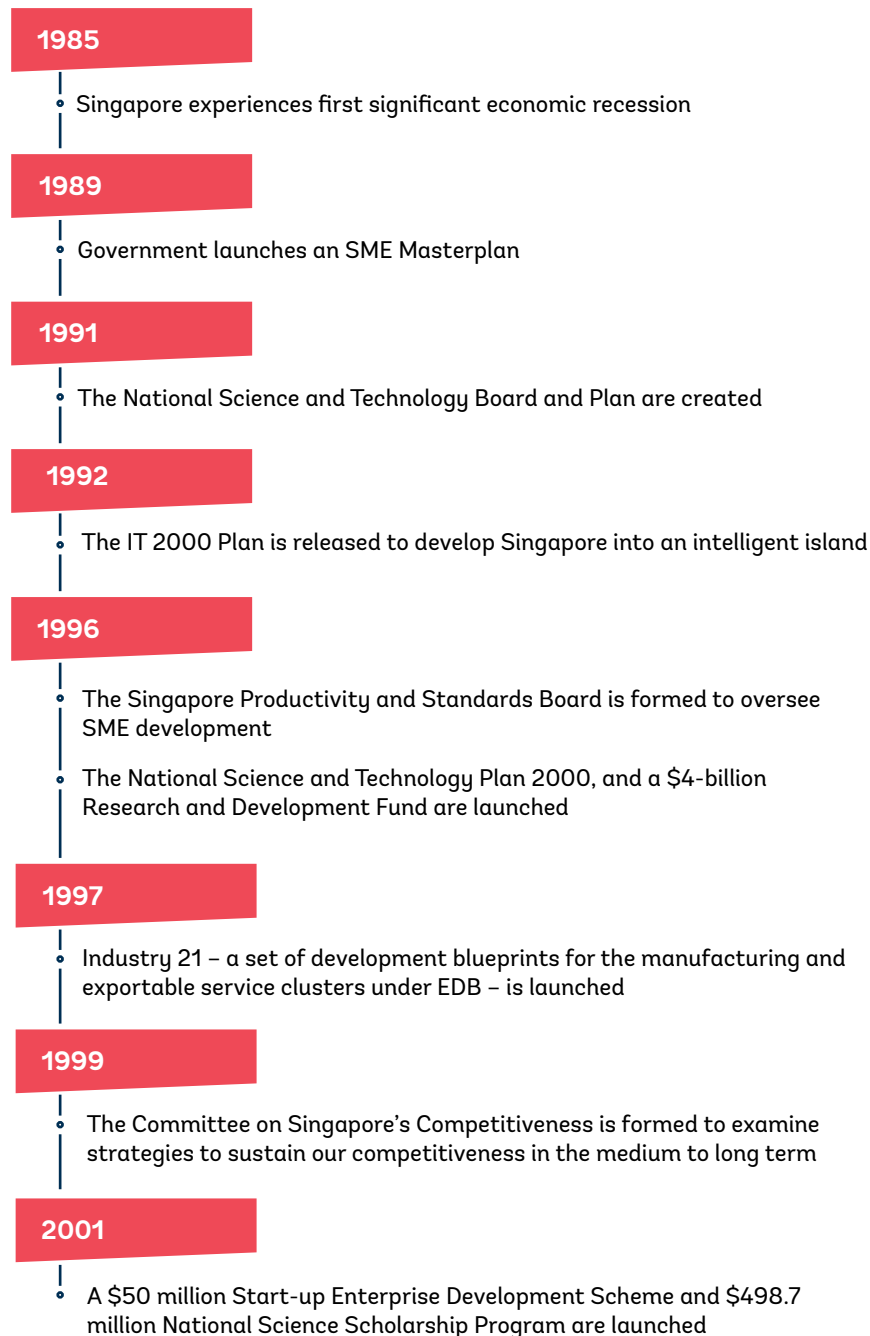 1985
Singapore experiences first significant economic recession
1989
Government launches an SME Masterplan
1991
The National Science and Technology Board and Plan are created
1992
The IT 2000 Plan is released to develop Singapore into an intelligent island
1996
The Singapore Productivity and Standards Board is formed to oversee
SME development
The National Science and Technology Plan 2000, and a $4-billion
Research and Development Fund are launched
1997
Industry 21 – a set of development blueprints for the manufacturing and
exportable service clusters under EDB – is launched
1999
The Committee on Singapore’s Competitiveness is formed to examine
strategies to sustain our competitiveness in the medium to long term
2001
A $50 million Start-up Enterprise Development Scheme and $498.7
million National Science Scholarship Program are launched